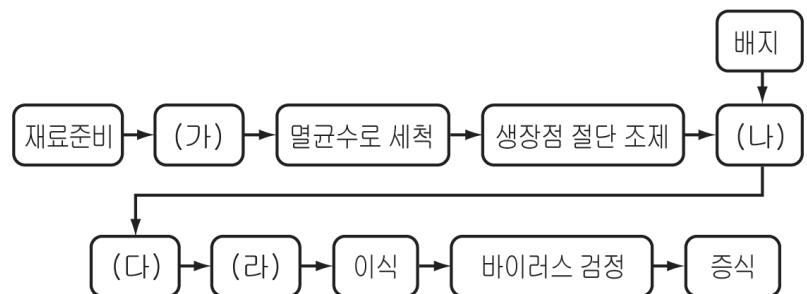 배지
재료준비 (가) 멸균수로 세척 생장점 절단 조제 (나)
(다) (라) 이식 바이러스 검정 증식